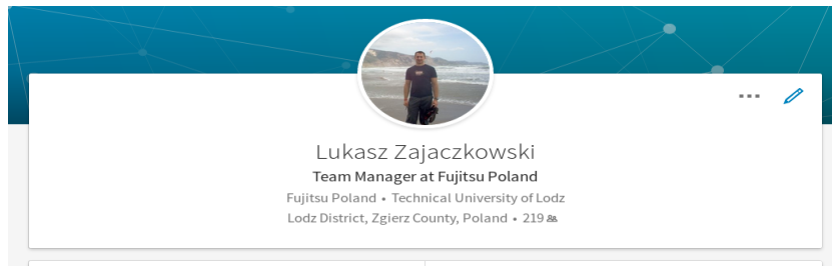 Lukasz Zajaczkowski
Team Manager at Fujitsu Poland
Fujitsu Poland • Technical University of Lodz
Lodz District, Zgierz County, Poland • 219